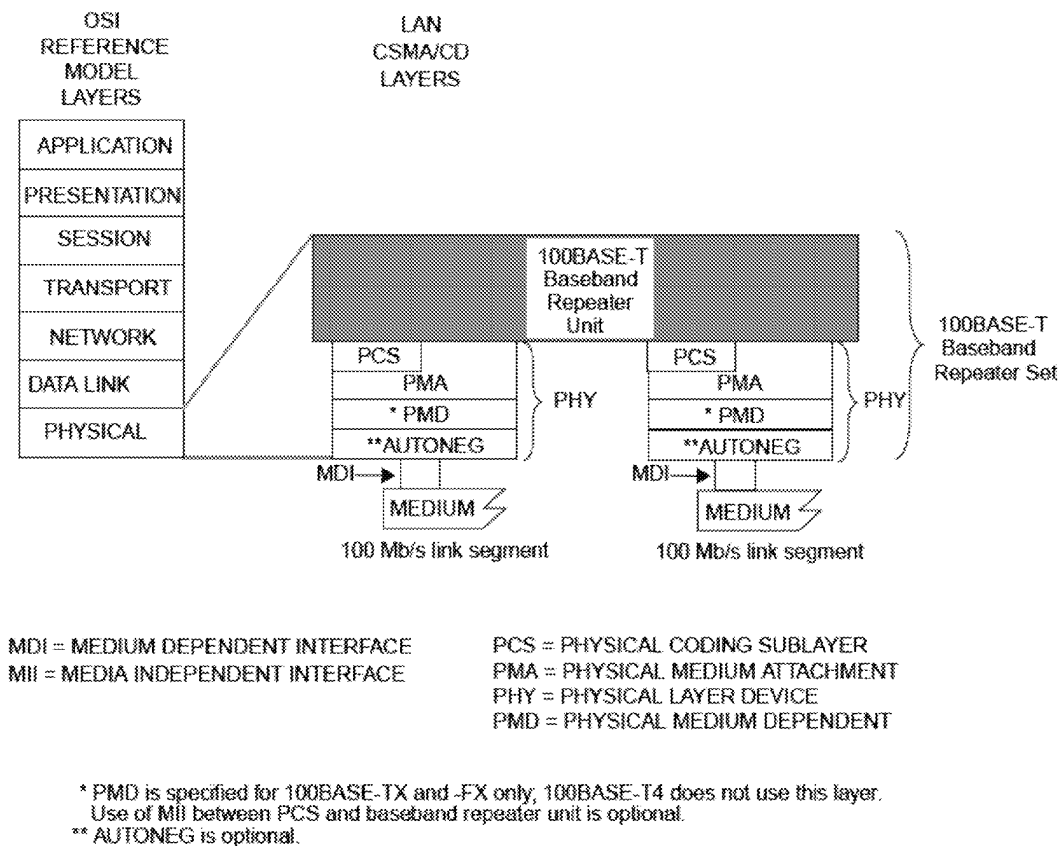 OSI
REFERENCE
MODEL
LAYERS
LAN
CSMA/CD
LAYERS
APPLICATION
PRESENTATION
SESSION
TRANSPORT
NETWORK
DATA LINK
PHYSICAL
100BASE-T
Baseband
Repeater
Unit
PCS
PMA
* PMD
**AUTONEG
PHY
MDI
MEDIUM
100 Mb/s link segment
PCS
PMA
* PMD
**AUTONEG
PHY
MDI
MEDIUM
100 Mb/s link segment
100BASE-T
Baseband
Repeater Set
MDI = MEDIUM DEPENDENT INTERFACE
MII = MEDIA INDEPENDENT INTERFACE
PCS = PHYSICAL CODING SUBLAYER
PMA = PHYSICAL MEDIUM ATTACHMENT
PHY = PHYSICAL LAYER DEVICE
PMD = PHYSICAL MEDIUM DEPENDENT
* PMD is specified for 100BASE-TX and -FX only; 100BASE-T4 does not use this layer.
Use of MII between PCS and baseband repeater unit is optional.
** AUTONEG is optional.